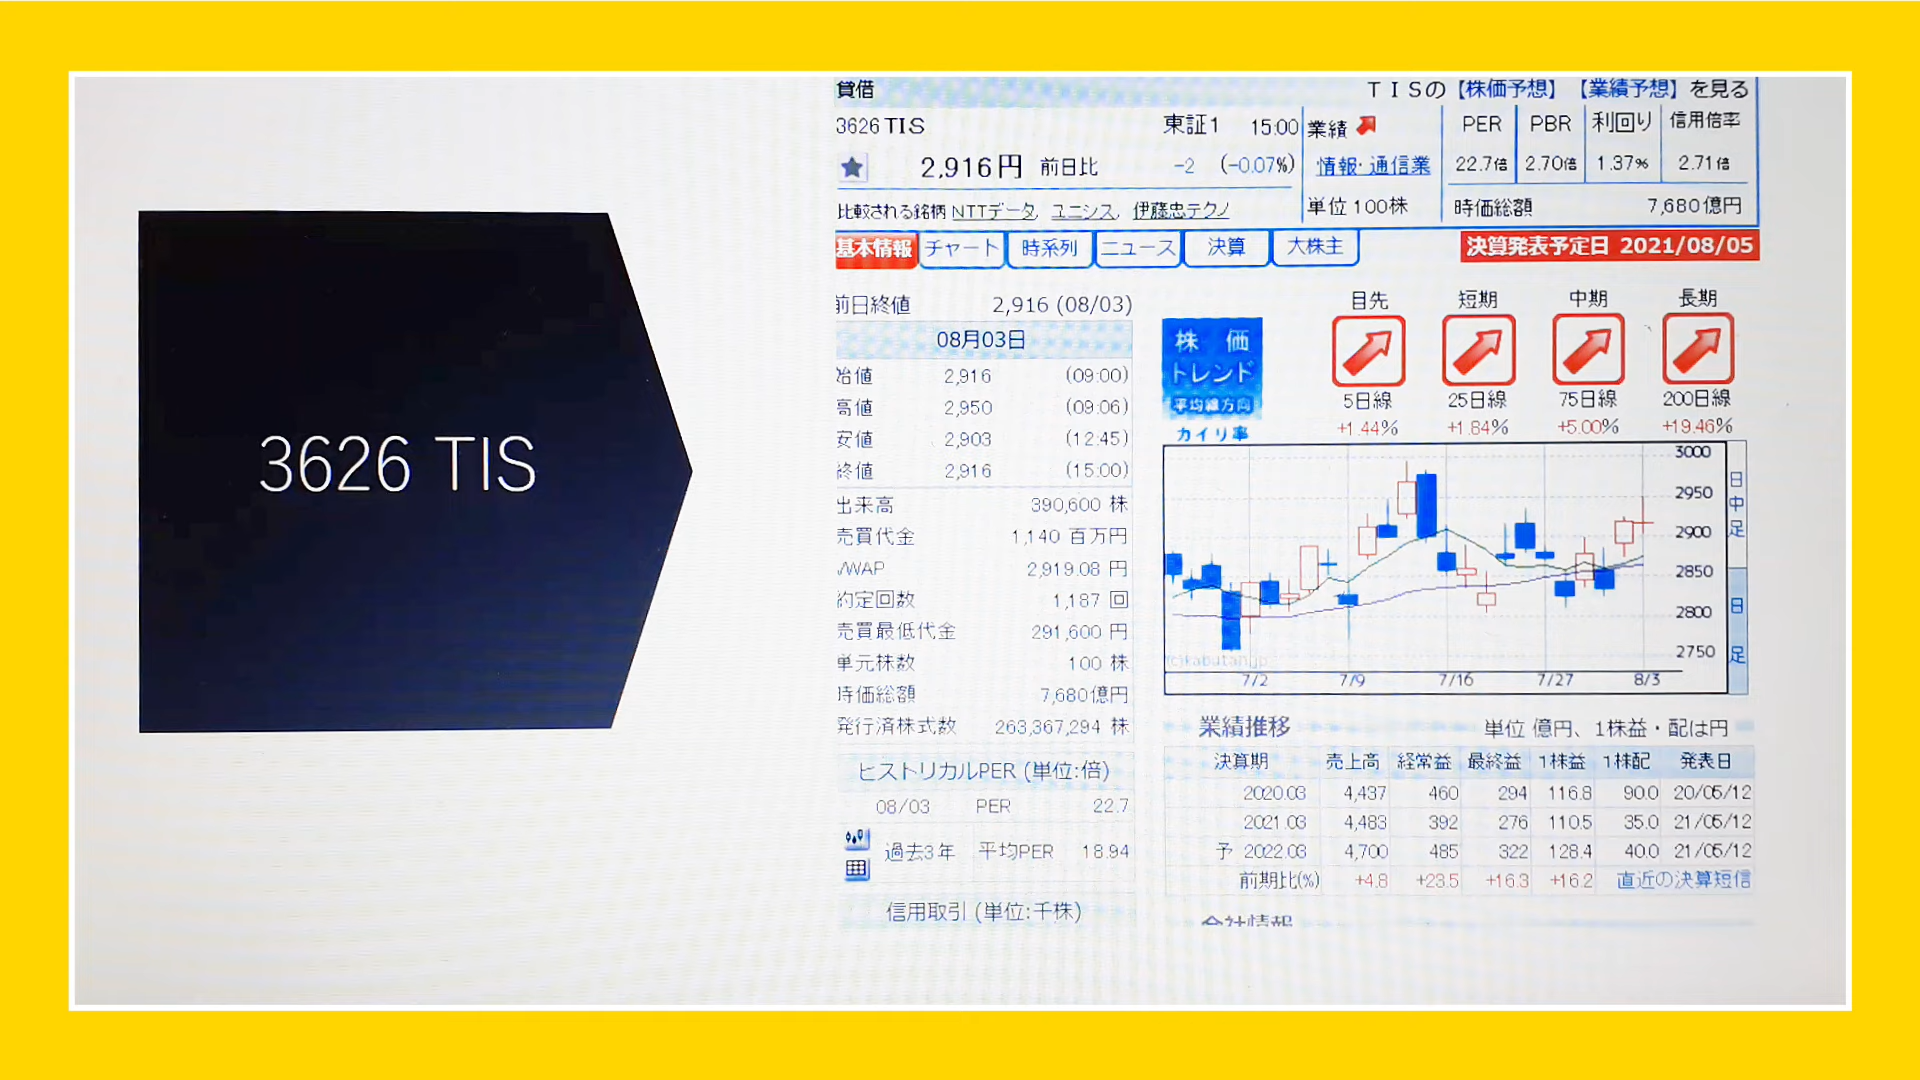 3626 TIS
貸借
ＴＩＳの【株価予想】【業績予想】を見る
3626 TIS 東証1 15:00
2,916円 前日比 -2 (-0.07%)
比較される銘柄 NTTデータ, ユニシス, 伊藤忠テクノ
業績
情報・通信業
単位 100株
PER PBR 利回り 信用倍率
22.7倍 2.70倍 1.37% 2.71倍
時価総額 7,680億円
基本情報 チャート 時系列 ニュース 決算 大株主
決算発表予定日 2021/08/05
前日終値 2,916 (08/03)
08月03日
始値 2,916 (09:00)
高値 2,950 (09:06)
安値 2,903 (12:45)
終値 2,916 (15:00)
出来高 390,600 株
売買代金 1,140 百万円
VWAP 2,919.08 円
約定回数 1,187 回
売買最低代金 291,600 円
単元株数 100 株
時価総額 7,680億円
発行済株式数 263,367,294 株
ヒストリカルPER (単位:倍)
08/03 PER 22.7
過去3年 平均PER 18.94
信用取引 (単位:千株)
株価
トレンド
平均線方向
カイリ率
目先 短期 中期 長期
5日線 25日線 75日線 200日線
+1.44% +1.84% +5.00% +19.46%
3000
2950
2900
2850
2800
2750
日中足
日足
(c)kabutan.jp
7/2 7/9 7/16 7/27 8/3
業績推移 単位 億円、1株益・配は円
決算期 売上高 経常益 最終益 1株益 1株配 発表日
2020.03 4,437 460 294 116.8 90.0 20/05/12
2021.03 4,483 392 276 110.5 35.0 21/05/12
予 2022.03 4,700 485 322 128.4 40.0 21/05/12
前期比(%) +4.8 +23.5 +16.3 +16.2 直近の決算短信
会社情報